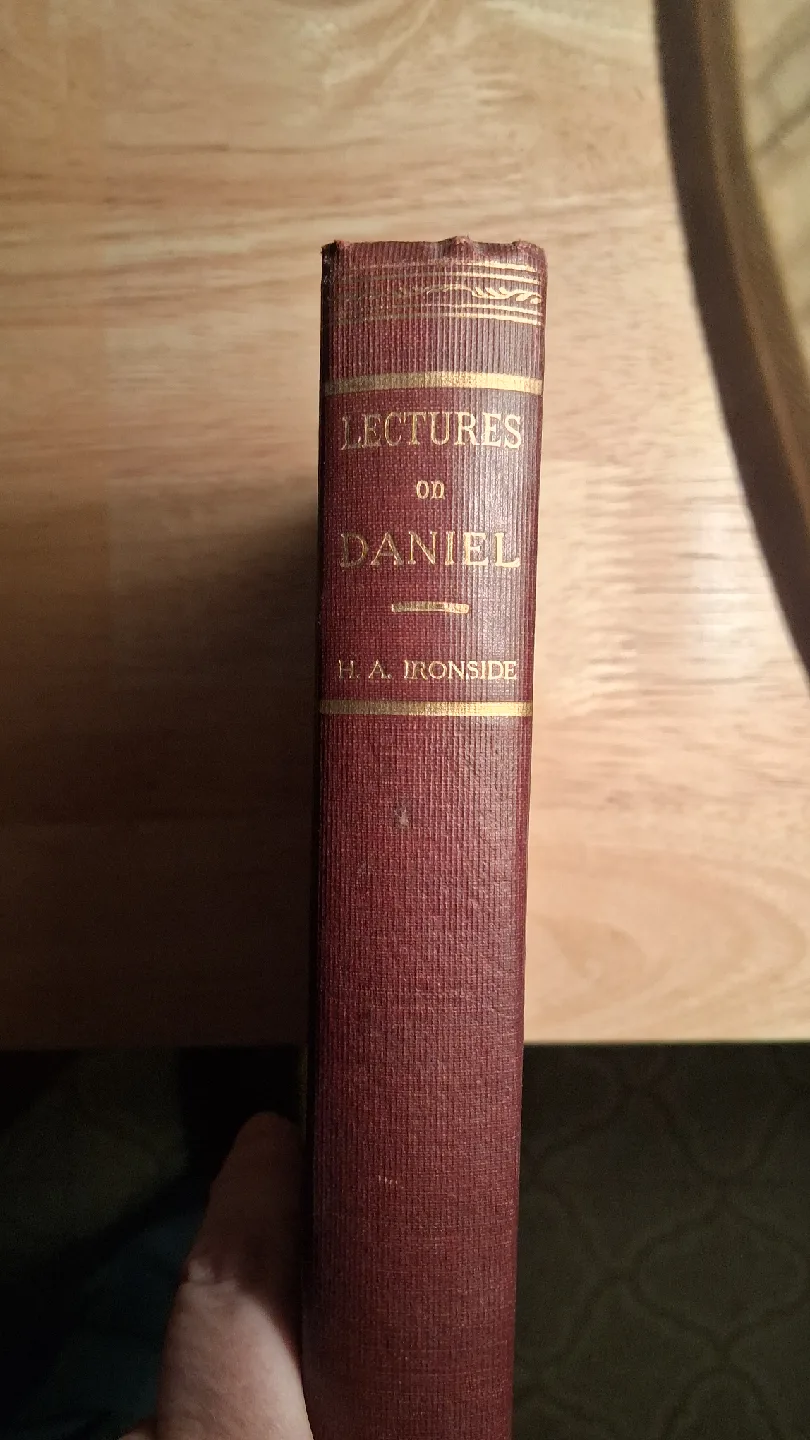 LECTURES
on
DANIEL
H. A. IRONSIDE